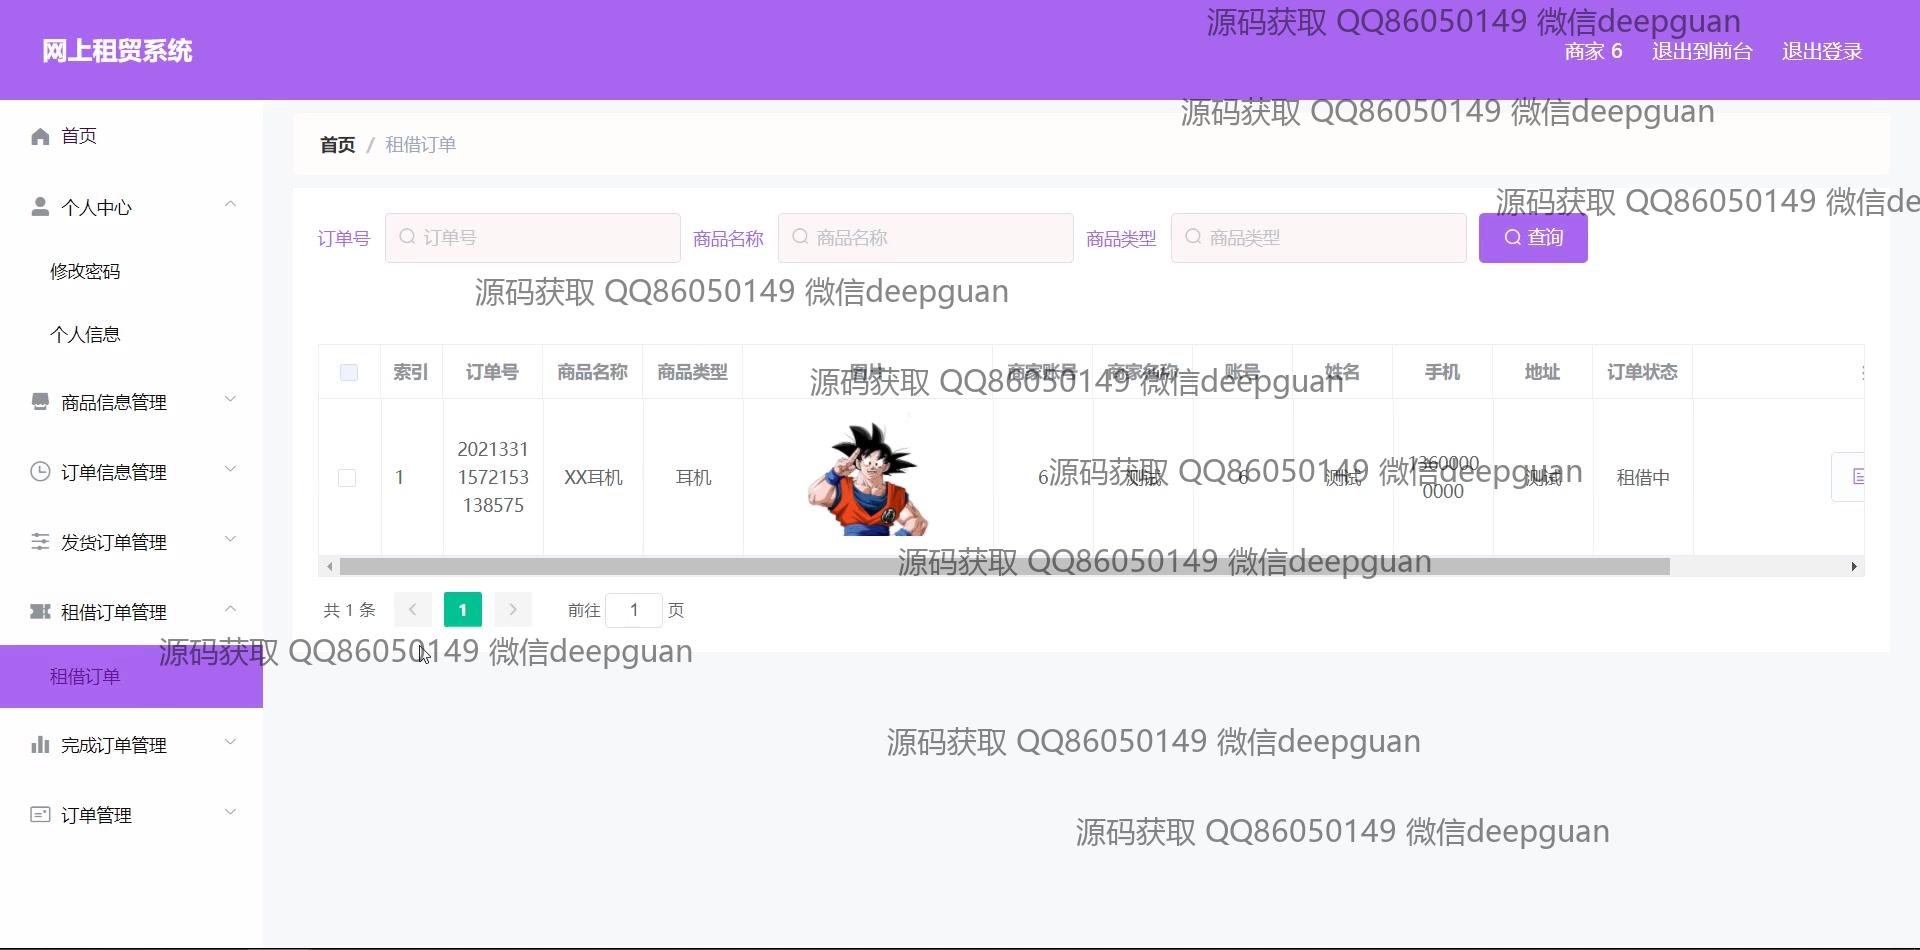 源码获取 QQ86050149 微信deepguan
网上租贸系统
商家 6 退出到前台 退出登录
源码获取 QQ86050149 微信deepguan
首页
首页 / 租借订单
个人中心
源码获取 QQ86050149 微信de
订单号 订单号 商品名称 商品名称 商品类型 商品类型 查询
修改密码
源码获取 QQ86050149 微信deepguan
个人信息
索引 订单号 商品名称 商品类型 图片 商家账号 商家名称 账号 姓名 手机 地址 订单状态
源码获取 QQ86050149 微信deepguan
商品信息管理
2021331
1 1572153 XX耳机 耳机 6 测试 6 测试 1360000 测试 租借中
138575 0000
源码获取 QQ86050149 微信deepguan
订单信息管理
发货订单管理
源码获取 QQ86050149 微信deepguan
租借订单管理
共 1 条 1 前往 1 页
源码获取 QQ86050149 微信deepguan
租借订单
完成订单管理
源码获取 QQ86050149 微信deepguan
订单管理
源码获取 QQ86050149 微信deepguan